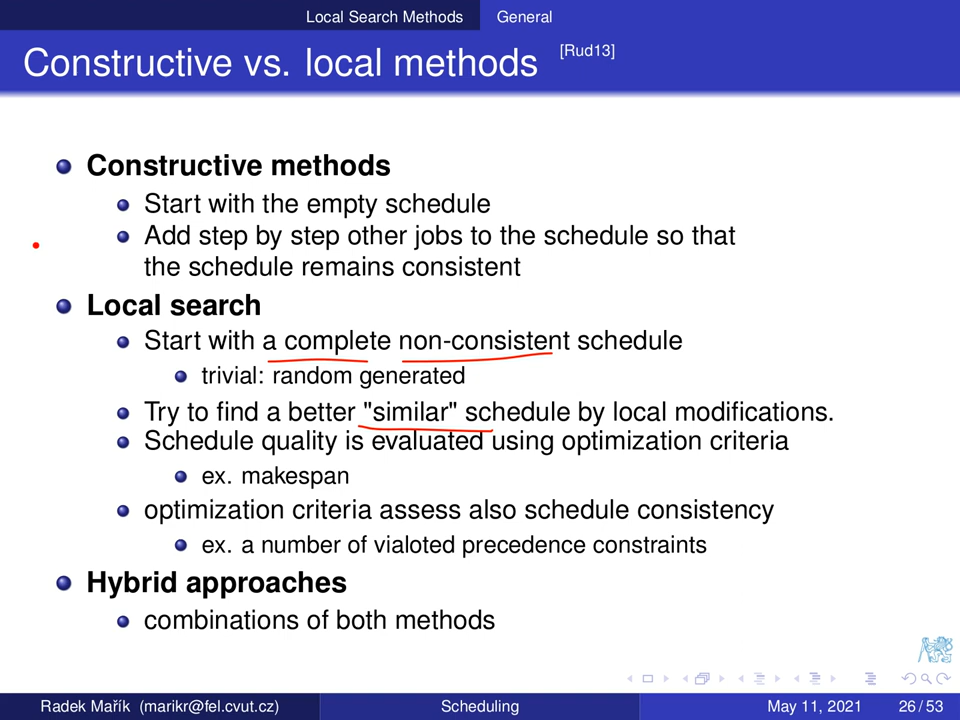 Local Search Methods General
Constructive vs. local methods [Rud13]
Constructive methods
Start with the empty schedule
Add step by step other jobs to the schedule so that
the schedule remains consistent
Local search
Start with a complete non-consistent schedule
trivial: random generated
Try to find a better "similar" schedule by local modifications.
Schedule quality is evaluated using optimization criteria
ex. makespan
optimization criteria assess also schedule consistency
ex. a number of vialoted precedence constraints
Hybrid approaches
combinations of both methods
Radek Mařík (marikr@fel.cvut.cz) Scheduling May 11, 2021 26 / 53